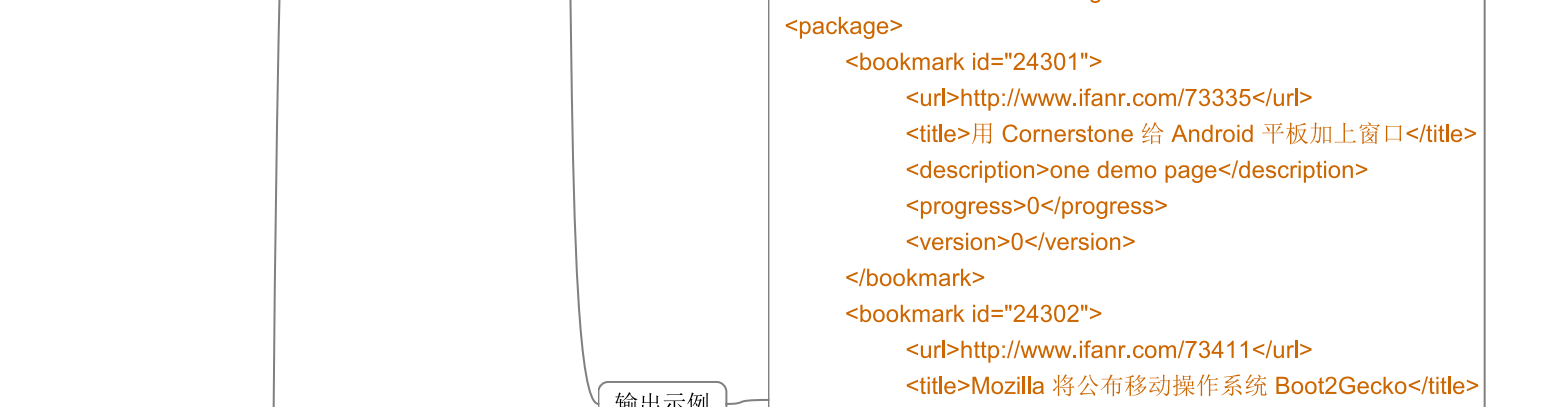 <package>
<bookmark id="24301">
<url>http://www.ifanr.com/73335</url>
<title>用 Cornerstone 给 Android 平板加上窗口</title>
<description>one demo page</description>
<progress>0</progress>
<version>0</version>
</bookmark>
<bookmark id="24302">
<url>http://www.ifanr.com/73411</url>
<title>Mozilla 将公布移动操作系统 Boot2Gecko</title>
输出示例